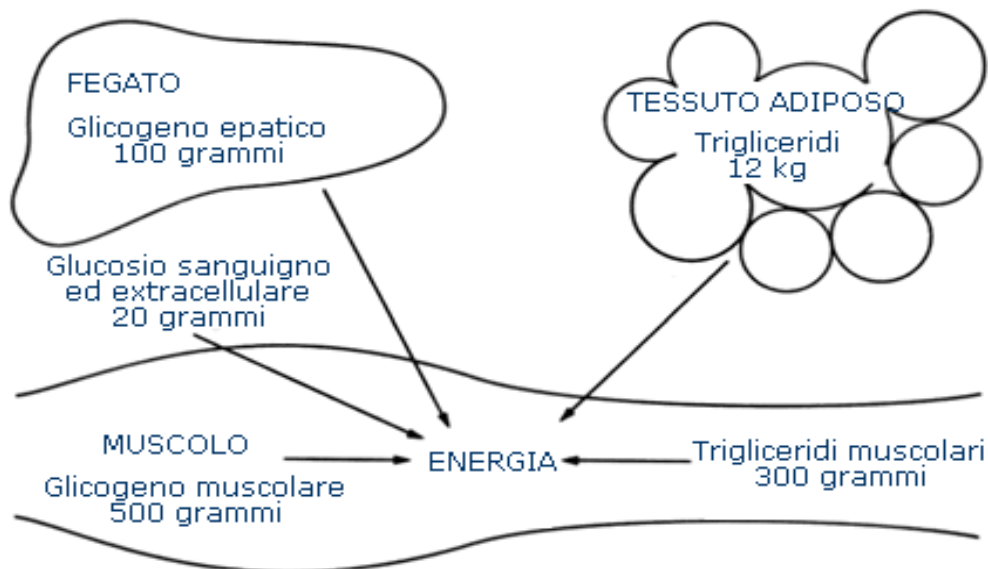 FEGATO
Glicogeno epatico
100 grammi
TESSUTO ADIPOSO
Trigliceridi
12 kg
Glucosio sanguigno
ed extracellulare
20 grammi
MUSCOLO
Glicogeno muscolare
500 grammi
ENERGIA
Trigliceridi muscolari
300 grammi